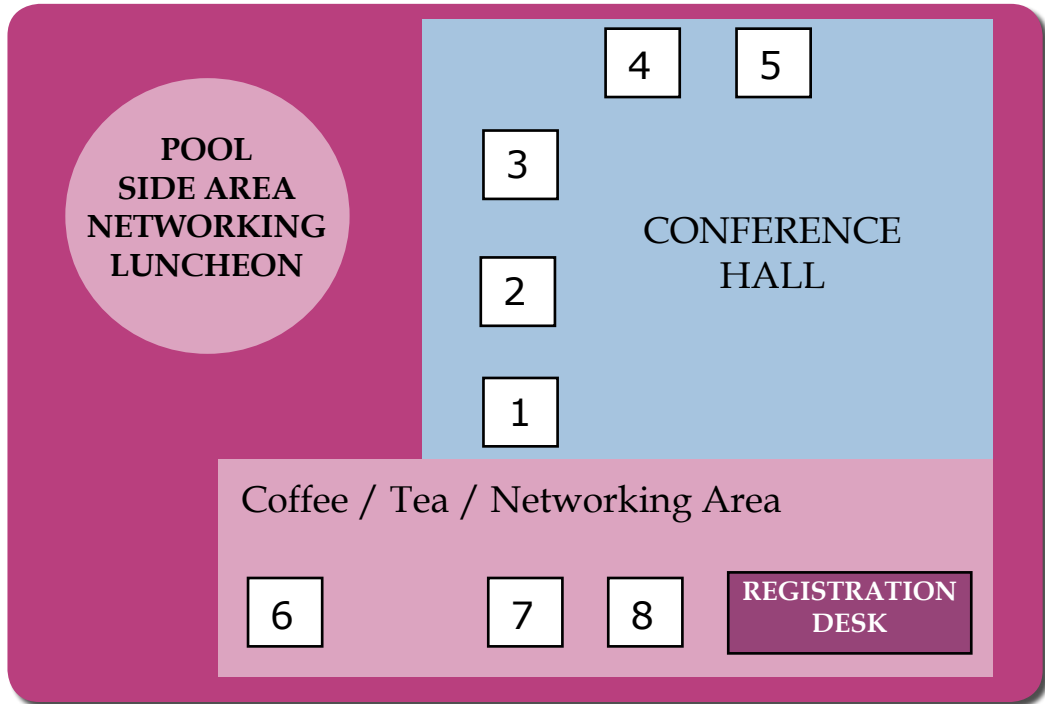 4 5
POOL
SIDE AREA
NETWORKING
LUNCHEON
3
CONFERENCE
HALL
2
1
Coffee / Tea / Networking Area
6 7 8
REGISTRATION
DESK